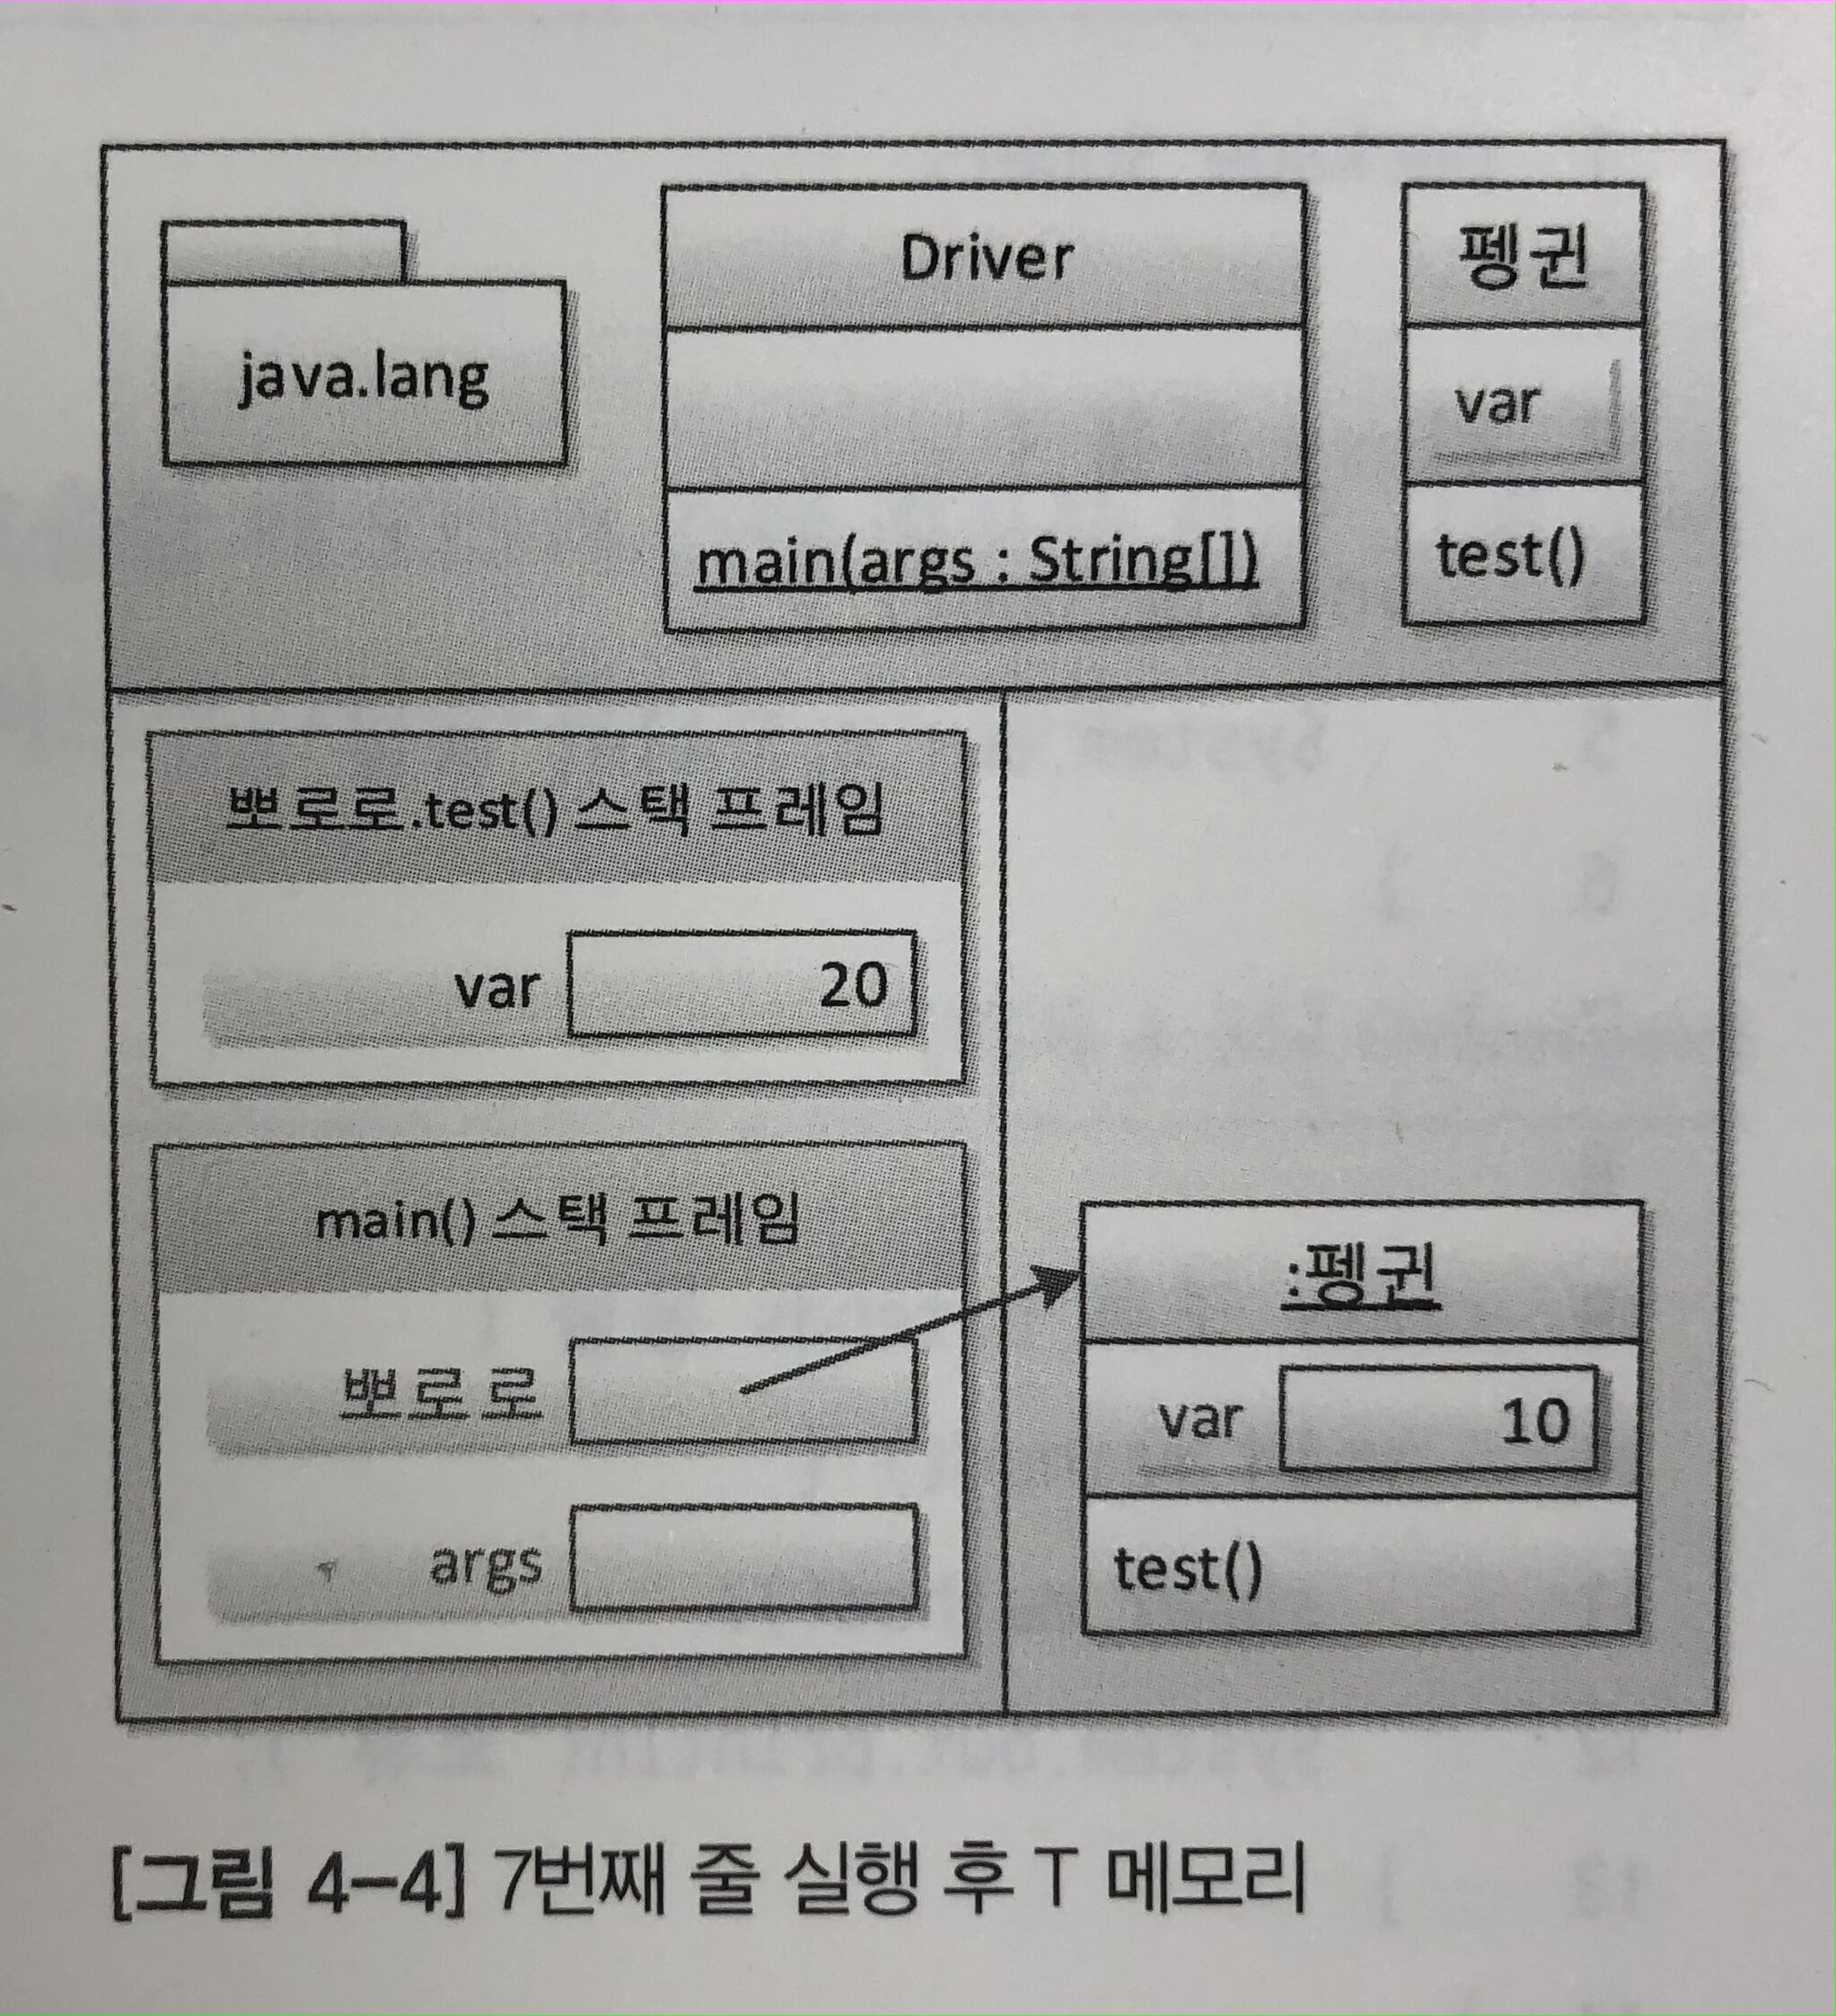 java.lang
Driver
main(args : String[])
펭귄
var
test()
뽀로로.test() 스택 프레임
var 20
main() 스택 프레임
뽀로로
args
:펭귄
var 10
test()
[그림 4-4] 7번째 줄 실행 후 T 메모리